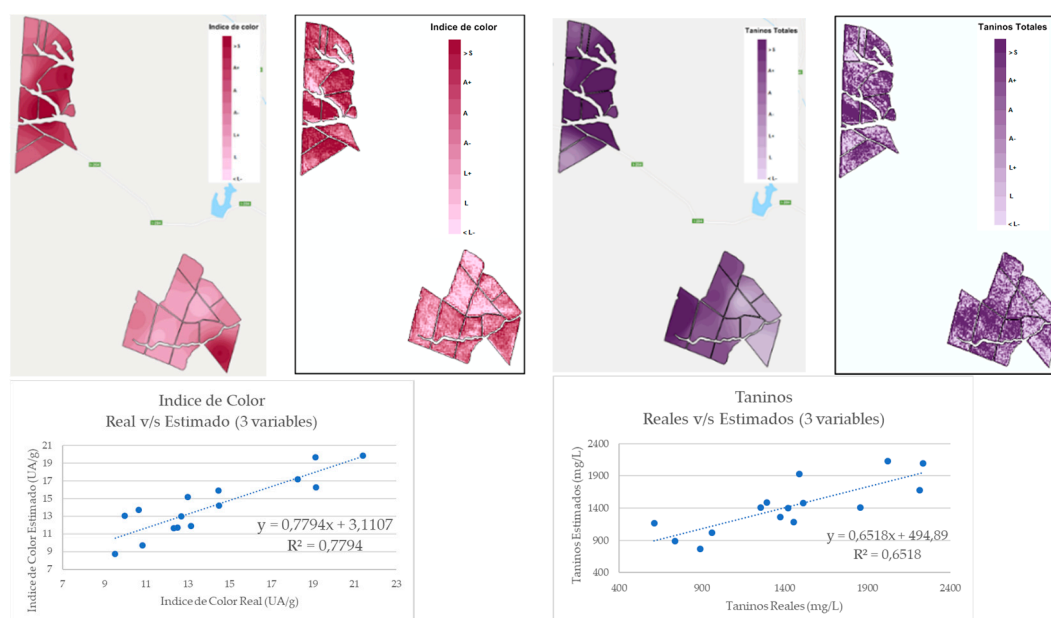 Indice de color
> S
A+
A
A-
L+
L
< L-
Indice de color
> S
A+
A
A-
L+
L
< L-
Taninos Totales
> S
A+
A
A-
L+
L
< L-
Taninos Totales
> S
A+
A
A-
L+
L
< L-
Indice de Color
Real v/s Estimado (3 variables)
Indice de Color Estimado (UA/g)
21
19
17
15
13
11
9
7
y = 0,7794x + 3,1107
R² = 0,7794
7 9 11 13 15 17 19 21 23
Indice de Color Real (UA/g)
Taninos
Reales v/s Estimados (3 variables)
Taninos Estimados (mg/L)
2400
1900
1400
900
400
y = 0,6518x + 494,89
R² = 0,6518
400 900 1400 1900 2400
Taninos Reales (mg/L)